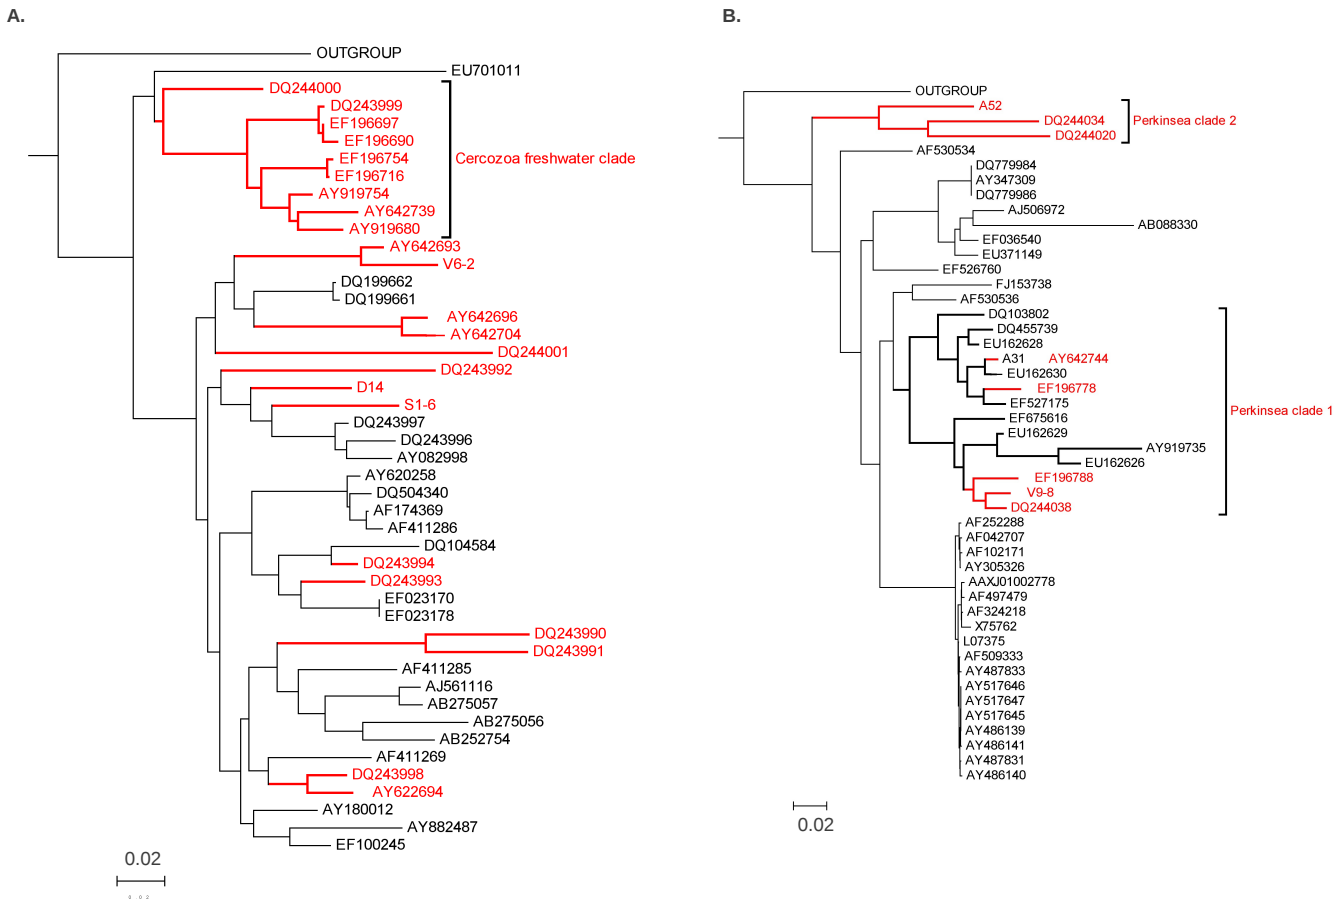 A.
OUTGROUP
EU701011
DQ244000
DQ243999
EF196697
EF196690
EF196754
EF196716
AY919754
AY642739
AY919680
Cercozoa freshwater clade
AY642693
V6-2
DQ199662
DQ199661
AY642696
AY642704
DQ244001
DQ243992
D14
S1-6
DQ243997
DQ243996
AY082998
AY620258
DQ504340
AF174369
AF411286
DQ104584
DQ243994
DQ243993
EF023170
EF023178
DQ243990
DQ243991
AF411285
AJ561116
AB275057
AB275056
AB252754
AF411269
DQ243998
AY622694
AY180012
AY882487
EF100245
0.02
0 0 2
B.
OUTGROUP
A52
DQ244034
DQ244020
Perkinsea clade 2
AF530534
DQ779984
AY347309
DQ779986
AJ506972
AB088330
EF036540
EU371149
EF526760
FJ153738
AF530536
DQ103802
DQ455739
EU162628
A31 AY642744
EU162630
EF196778
EF527175
EF675616
EU162629
AY919735
EU162626
EF196788
V9-8
DQ244038
Perkinsea clade 1
AF252288
AF042707
AF102171
AY305326
AAXJ01002778
AF497479
AF324218
X75762
L07375
AF509333
AY487833
AY517646
AY517647
AY517645
AY486139
AY486141
AY487831
AY486140
0.02